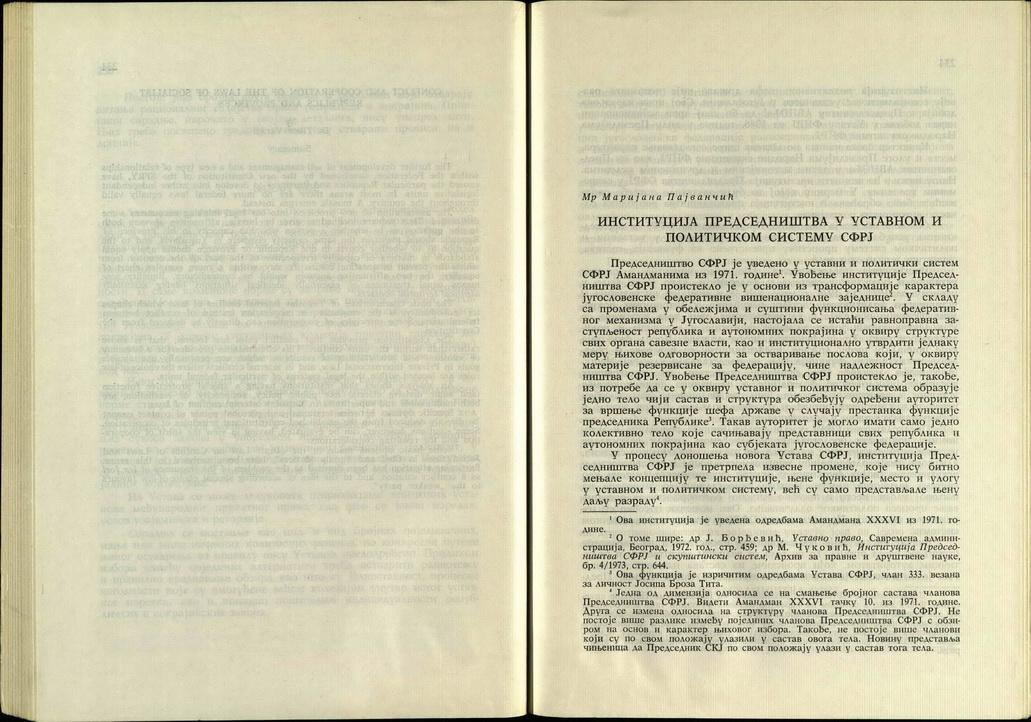 Мр Маријана Пајванчић
ИНСТИТУЦИЈА ПРЕДСЕДНИШТВА У УСТАВНОМ И
ПОЛИТИЧКОМ СИСТЕМУ СФРЈ
Председништво СФРЈ је уведено у уставни и политички систем
СФРЈ Амандманима из 1971. године¹. Увођење институције Председ-
ништва СФРЈ проистекло је у основи из трансформације карактера
југословенске федеративне вишенационалне заједнице². У складу
са променама у обележјима и суштини функционисања федератив-
ног механизма у Југославији, настојала се истаћи равноправна за-
ступљеност република и аутономних покрајина у оквиру структуре
свих органа савезне власти, као и институционално утврдити једнаку
меру њихове одговорности за остваривање послова који, у оквиру
материје резервисане за федерацију, чине надлежност Председ-
ништва СФРЈ. Увођење Председништва СФРЈ проистекло је, такође,
из потребе да се у оквиру уставног и политичког система образује
једно тело чији састав и структура обезбеђују одређени ауторитет
за вршење функције шефа државе у случају престанка функције
председника Републике³. Такав ауторитет је могло имати само једно
колективно тело које сачињавају представници свих република и
аутономних покрајина као субјеката југословенске федерације.
У процесу доношења новога Устава СФРЈ, институција Пред-
седништва СФРЈ је претрпела извесне промене, које нису битно
мењале концепцију те институције, њене функције, место и улогу
у уставном и политичком систему, већ су само представљале њену
даљу разраду⁴.
¹ Ова институција је уведена одредбама Амандмана XXXVI из 1971. го-
дине.
² О томе шире: др Ј. Борђевић, Уставно право, Савремена админи-
страција, Београд, 1972. год., стр. 459; др М. Чуковић, Институција Председ-
ништва СФРЈ и скупштински систем, Архив за правне и друштвене науке,
бр. 4/1973, стр. 644.
³ Ова функција је изричитим одредбама Устава СФРЈ, члан 333. везана
за личност Јосипа Броза Тита.
⁴ Једна од димензија односила се на смањење бројног састава чланова
Председништва СФРЈ. Видети Амандман XXXVI тачку 10. из 1971. године.
Друга се измена односила на структуру чланова Председништва СФРЈ. Не
постоје више разлике између појединих чланова Председништва СФРЈ с обзи-
ром на основ и карактер њиховог избора. Такође, не постоје више чланови
који су по свом положају улазили у састав овога тела. Новину представља
чињеница да Председник СКЈ по свом положају улази у састав тога тела.